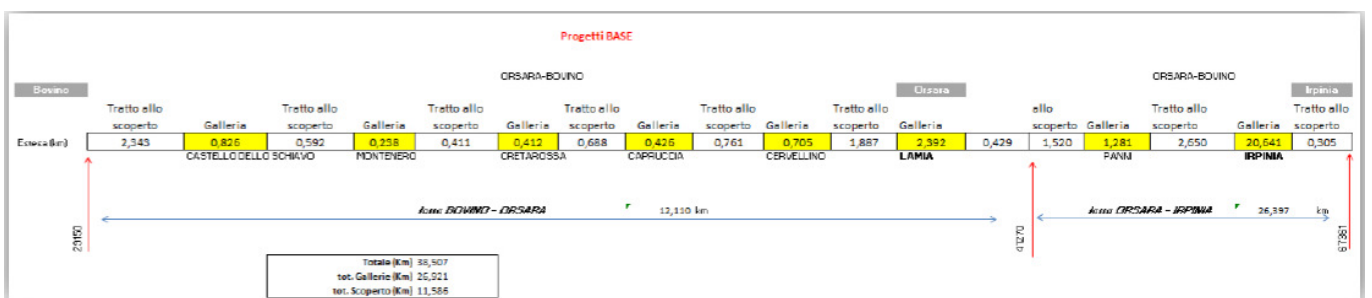 Progetti BASE
ORSARA-BOVINO ORSARA-BOVINO
Bovino Orsara Irpinia
Tratto allo Tratto allo Tratto allo Tratto allo Tratto allo Tratto allo allo Tratto allo Tratto allo
scoperto Galleria scoperto Galleria scoperto Galleria scoperto Galleria scoperto Galleria scoperto Galleria scoperto Galleria scoperto Galleria scoperto
Estesa (km) 2,343 0,826 0,592 0,238 0,411 0,412 0,688 0,426 0,761 0,705 1,887 2,392 0,429 1,520 1,281 2,650 20,641 0,305
CASTELLO DELLO SCHIAVO MONTENERO CRETAROSSA CAPRUCCIA CERVELLINO LAMIA PANNI IRPINIA
BOVINO - ORSARA 12,110 km ORSARA - IRPINIA 26,397 km
29150
41270
67361
Totale (Km) 38,507
tot. Gallerie (Km) 26,921
tot. Scoperto (Km) 11,586